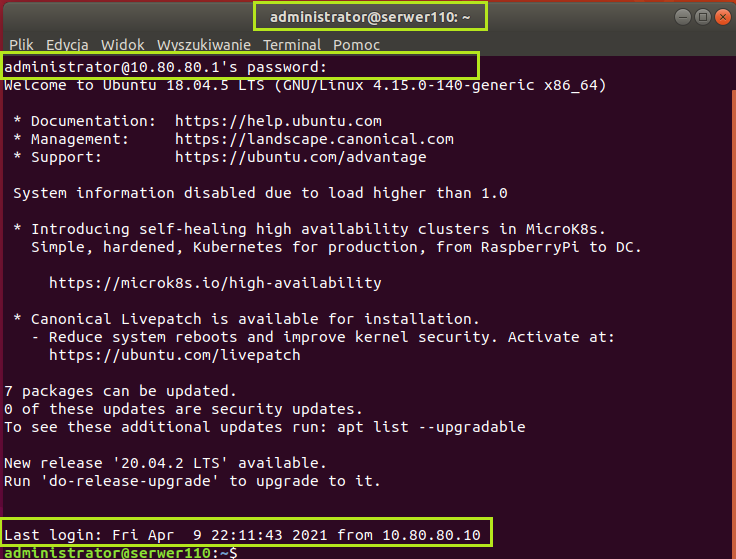 administrator@serwer110: ~
Plik Edycja Widok Wyszukiwanie Terminal Pomoc
administrator@10.80.80.1's password:
Welcome to Ubuntu 18.04.5 LTS (GNU/Linux 4.15.0-140-generic x86_64)
* Documentation: https://help.ubuntu.com
* Management: https://landscape.canonical.com
* Support: https://ubuntu.com/advantage
System information disabled due to load higher than 1.0
* Introducing self-healing high availability clusters in MicroK8s.
Simple, hardened, Kubernetes for production, from RaspberryPi to DC.
https://microk8s.io/high-availability
* Canonical Livepatch is available for installation.
- Reduce system reboots and improve kernel security. Activate at:
https://ubuntu.com/livepatch
7 packages can be updated.
0 of these updates are security updates.
To see these additional updates run: apt list --upgradable
New release '20.04.2 LTS' available.
Run 'do-release-upgrade' to upgrade to it.
Last login: Fri Apr  9 22:11:43 2021 from 10.80.80.10
administrator@serwer110:~$